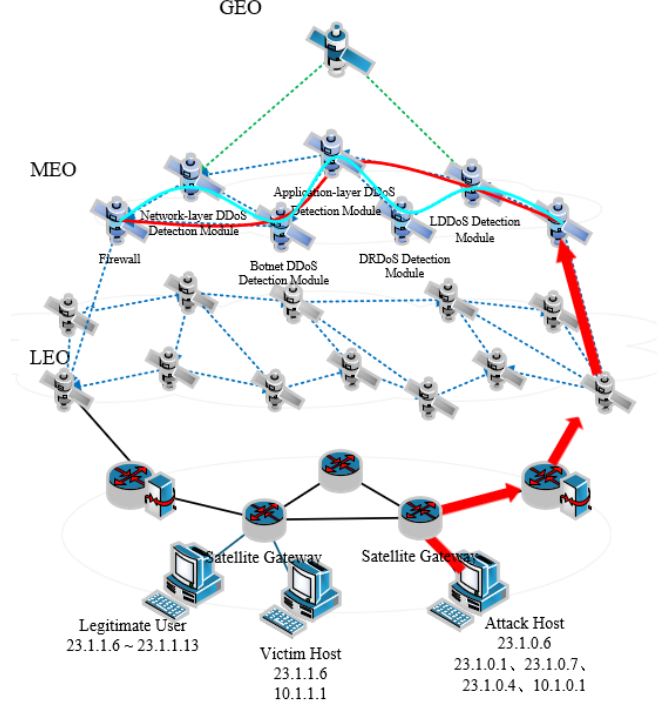 GEO
MEO
Application-layer DDoS
Detection Module
Network-layer DDoS
Detection Module
LDDoS Detection
Module
Firewall
Botnet DDoS
Detection Module
DRDoS Detection
Module
LEO
Satellite Gateway
Satellite Gateway
Legitimate User
23.1.1.6 ~ 23.1.1.13
Victim Host
23.1.1.6
10.1.1.1
Attack Host
23.1.0.6
23.1.0.1、23.1.0.7、
23.1.0.4、10.1.0.1